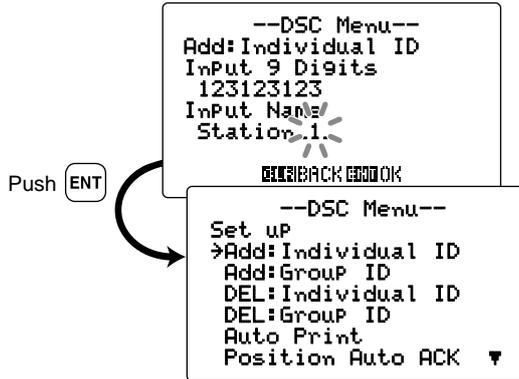 --DSC Menu--
Add:Individual ID
InPut 9 Digits
123123123
InPut Name
Station 1
CLR BACK ENT OK
Push ENT
--DSC Menu--
Set uP
→Add:Individual ID
Add:GrouP ID
DEL:Individual ID
DEL:GrouP ID
Auto Print
Position Auto ACK ▼